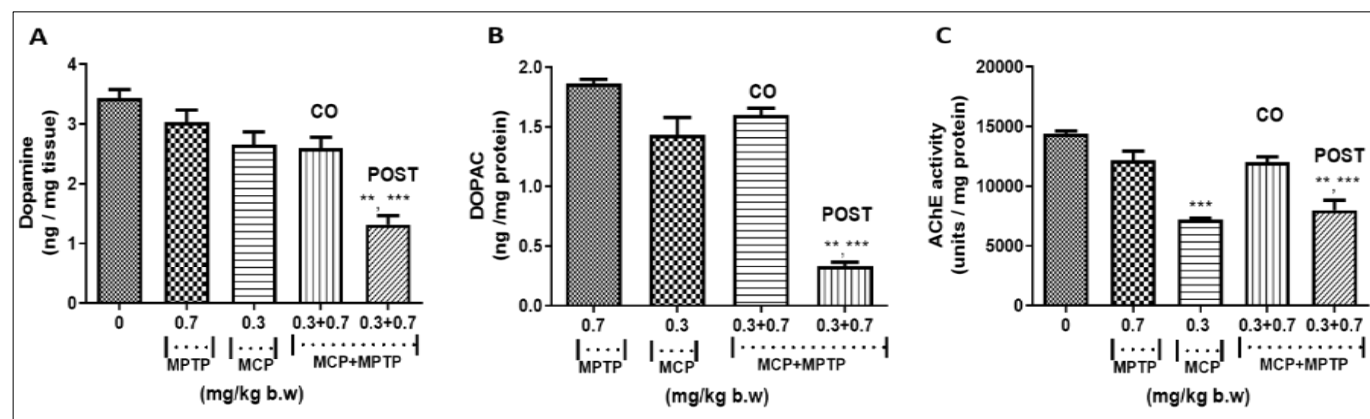 A
Dopamine
(ng / mg tissue)
4
3
2
1
0
CO
POST
** , ***
0 0.7 0.3 0.3+0.7 0.3+0.7
MPTP MCP MCP+MPTP
(mg/kg b.w)
B
DOPAC
(ng /mg protein)
2.0
1.5
1.0
0.5
0.0
CO
POST
** , ***
0.7 0.3 0.3+0.7 0.3+0.7
MPTP MCP MCP+MPTP
(mg/kg b.w)
C
AChE activity
(units / mg protein)
20000
15000
10000
5000
0
CO
POST
***
** , ***
0 0.7 0.3 0.3+0.7 0.3+0.7
MPTP MCP MCP+MPTP
(mg/kg b.w)